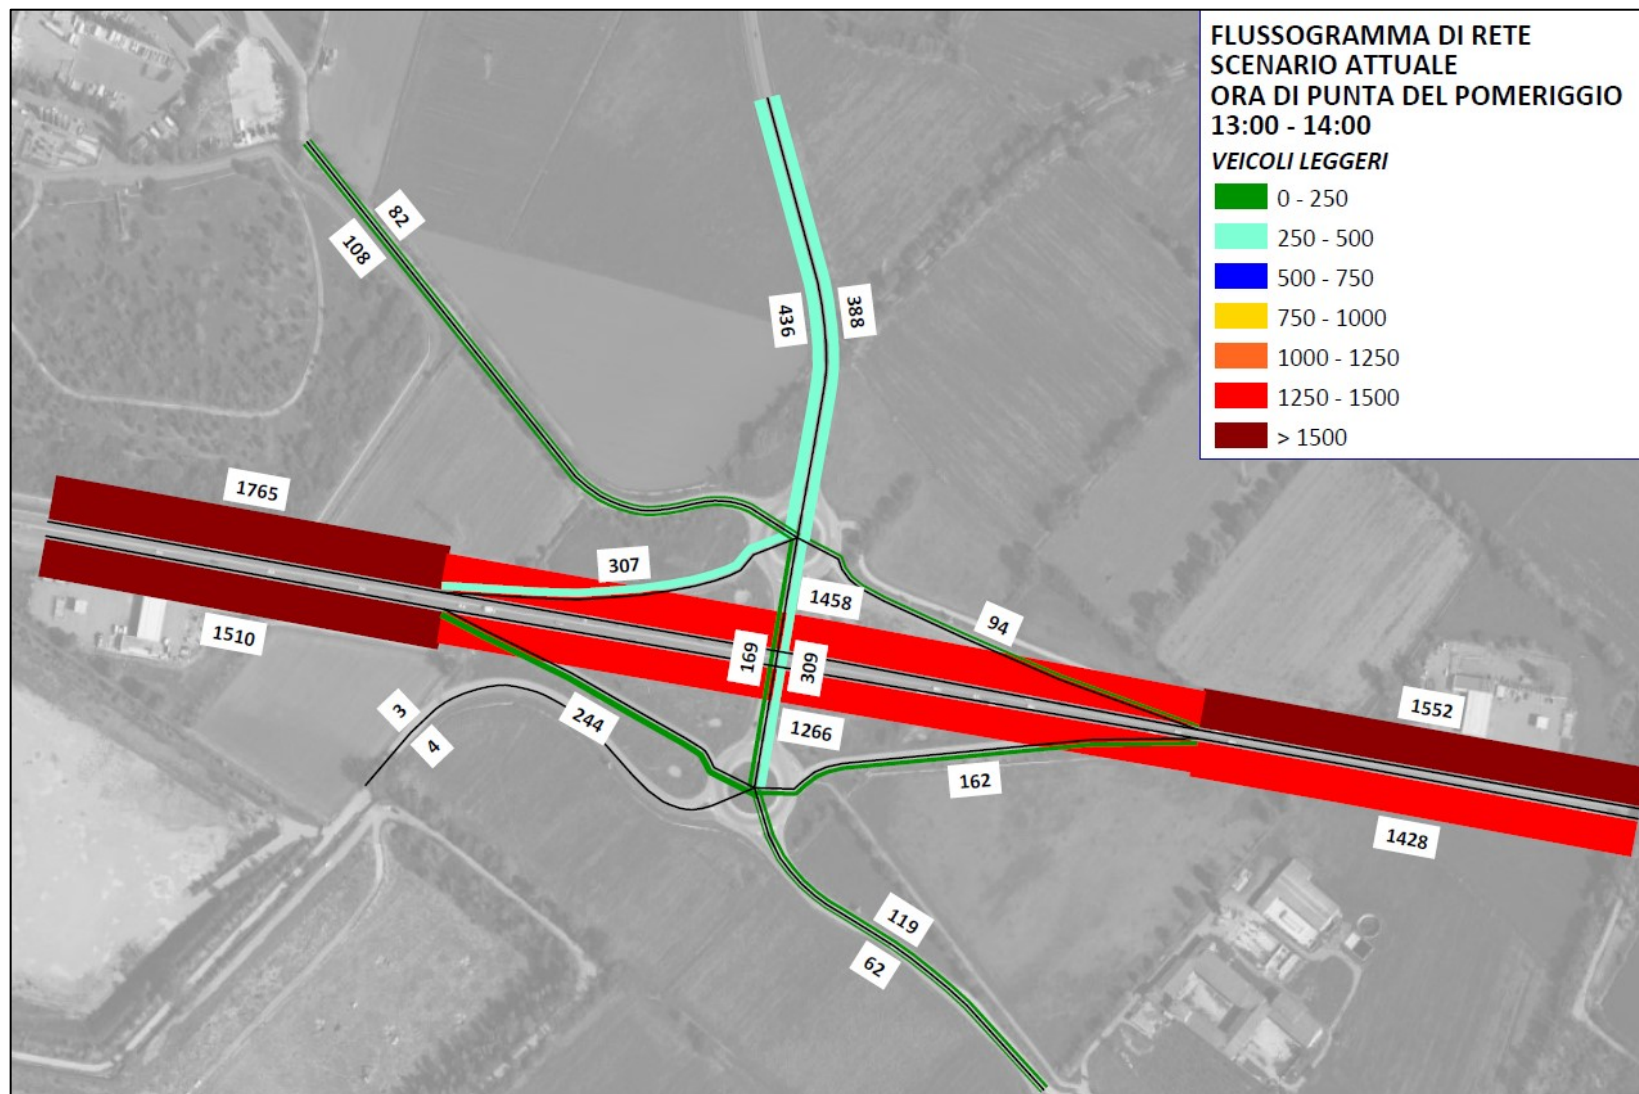 FLUSSOGRAMMA DI RETE
SCENARIO ATTUALE
ORA DI PUNTA DEL POMERIGGIO
13:00 - 14:00
VEICOLI LEGGERI
0 - 250
250 - 500
500 - 750
750 - 1000
1000 - 1250
1250 - 1500
> 1500
82
108
436
388
1765
307
1458
94
1510
169
309
1552
3
4
244
1266
162
1428
119
62